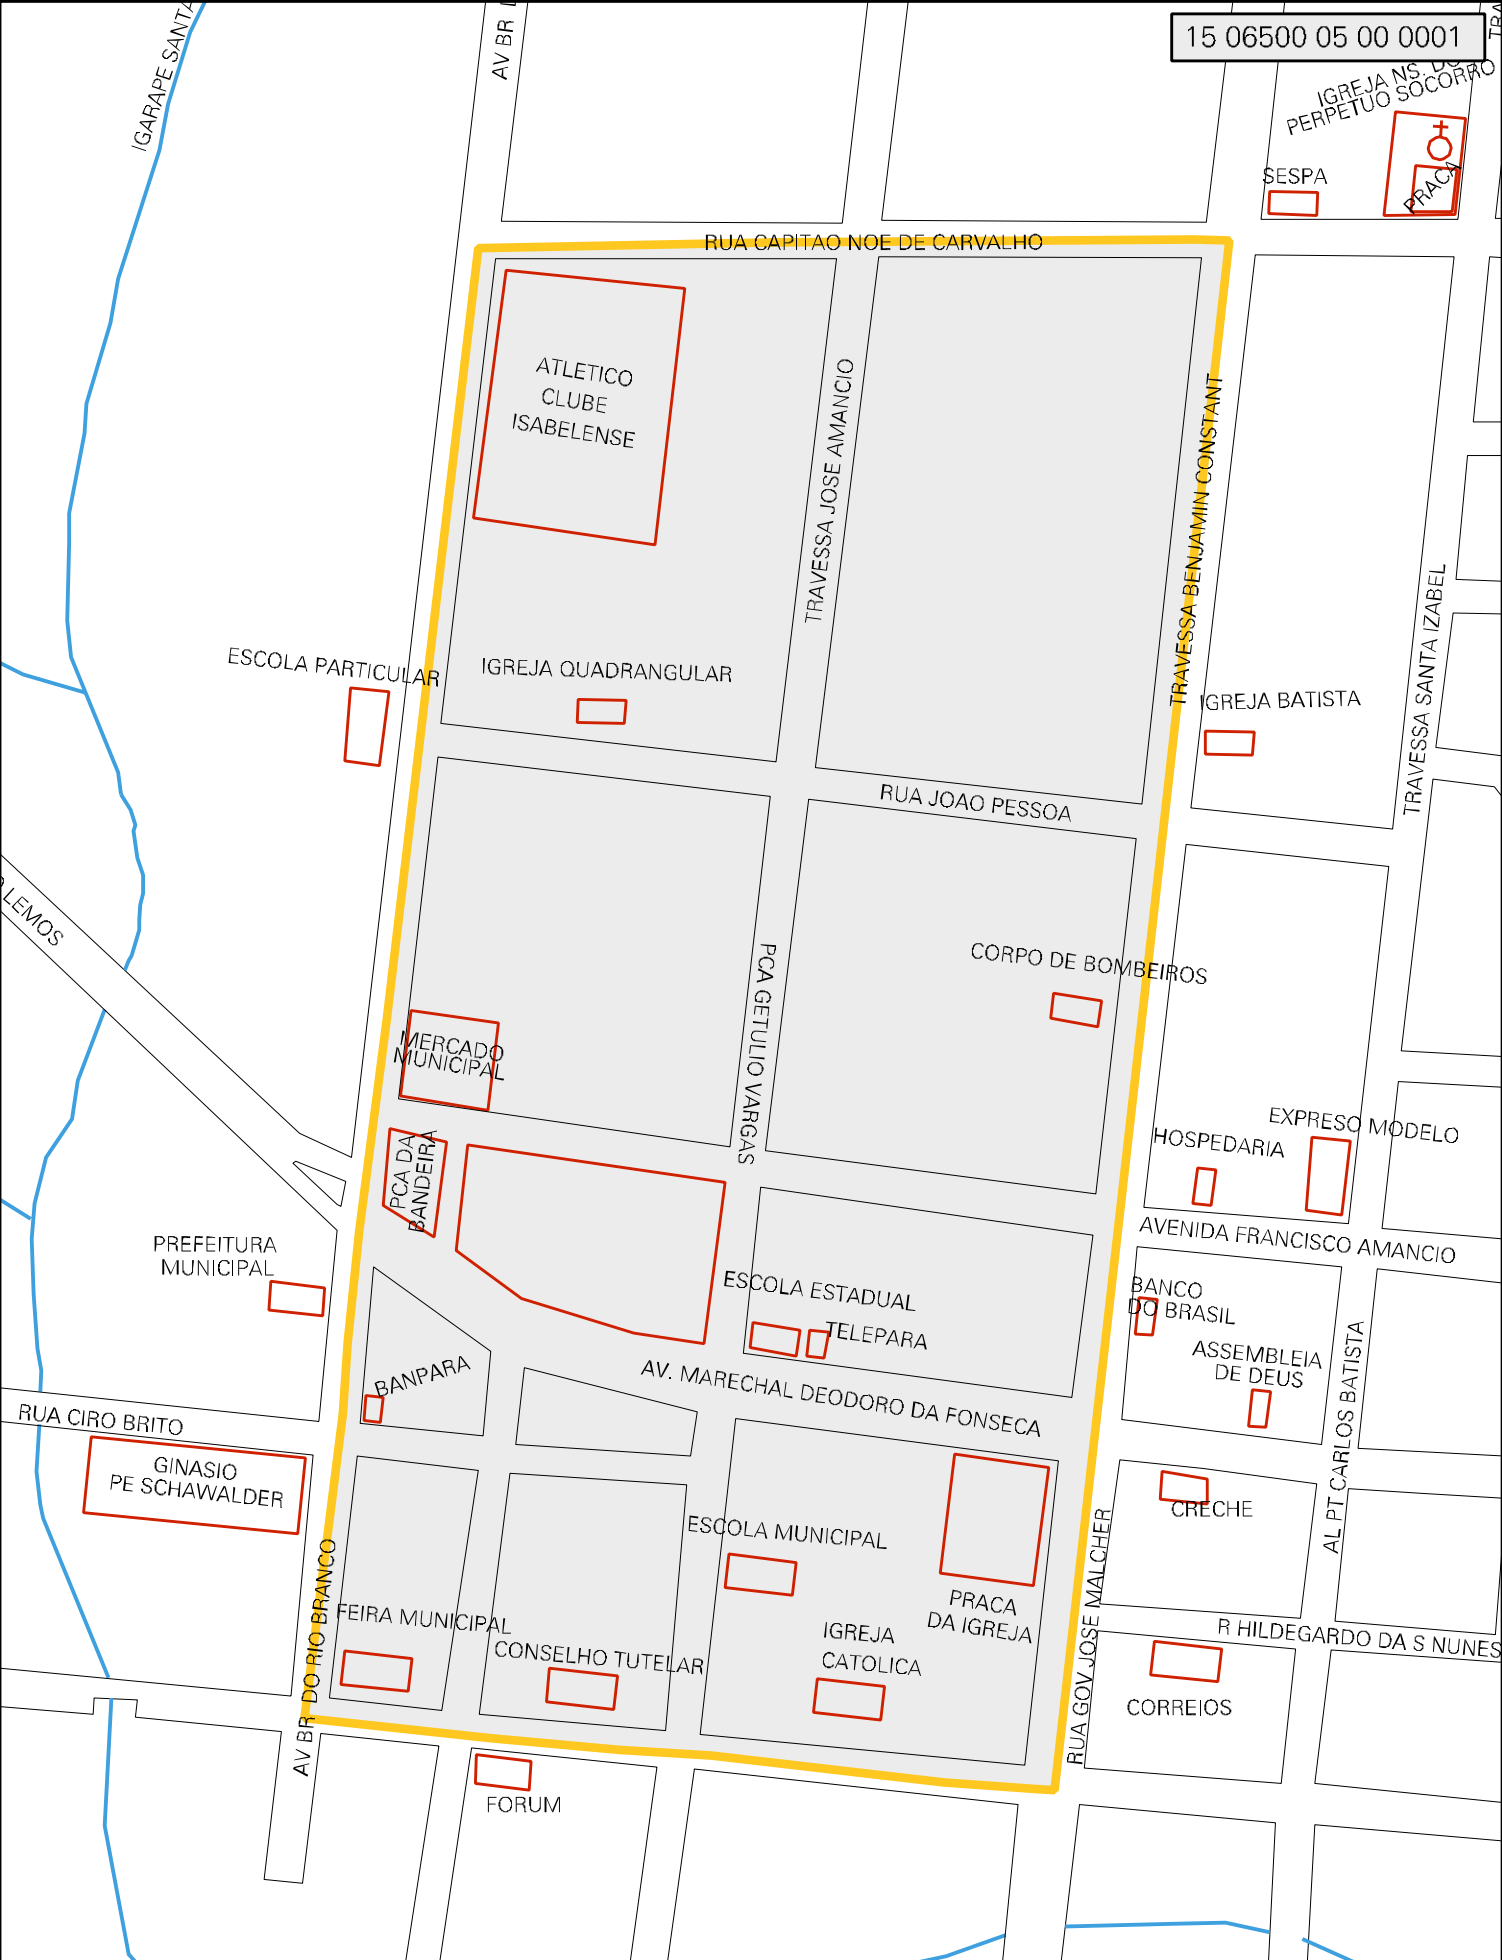 IGARAPE SANTA
AV BR
15 06500 05 00 0001
IGREJA NS. DO
PERPETUO SOCORRO
SESPA
PRACA
RUA CAPITAO NOE DE CARVALHO
ATLETICO
CLUBE
ISABELENSE
TRAVESSA JOSE AMANCIO
TRAVESSA BENJAMIN CONSTANT
TRAVESSA SANTA IZABEL
ESCOLA PARTICULAR
IGREJA QUADRANGULAR
IGREJA BATISTA
RUA JOAO PESSOA
LEMOS
PCA GETULIO VARGAS
CORPO DE BOMBEIROS
MERCADO
MUNICIPAL
PCA DA
BANDEIRA
EXPRESO MODELO
HOSPEDARIA
AVENIDA FRANCISCO AMANCIO
PREFEITURA
MUNICIPAL
ESCOLA ESTADUAL
TELEPARA
BANCO
DO BRASIL
ASSEMBLEIA
DE DEUS
AL PT CARLOS BATISTA
BANPARA
AV. MARECHAL DEODORO DA FONSECA
RUA CIRO BRITO
GINASIO
PE SCHAWALDER
CRECHE
ESCOLA MUNICIPAL
PRACA
DA IGREJA
RUA GOV JOSE MALCHER
AV BR DO RIO BRANCO
FEIRA MUNICIPAL
CONSELHO TUTELAR
IGREJA
CATOLICA
R HILDEGARDO DA S NUNES
CORREIOS
FORUM